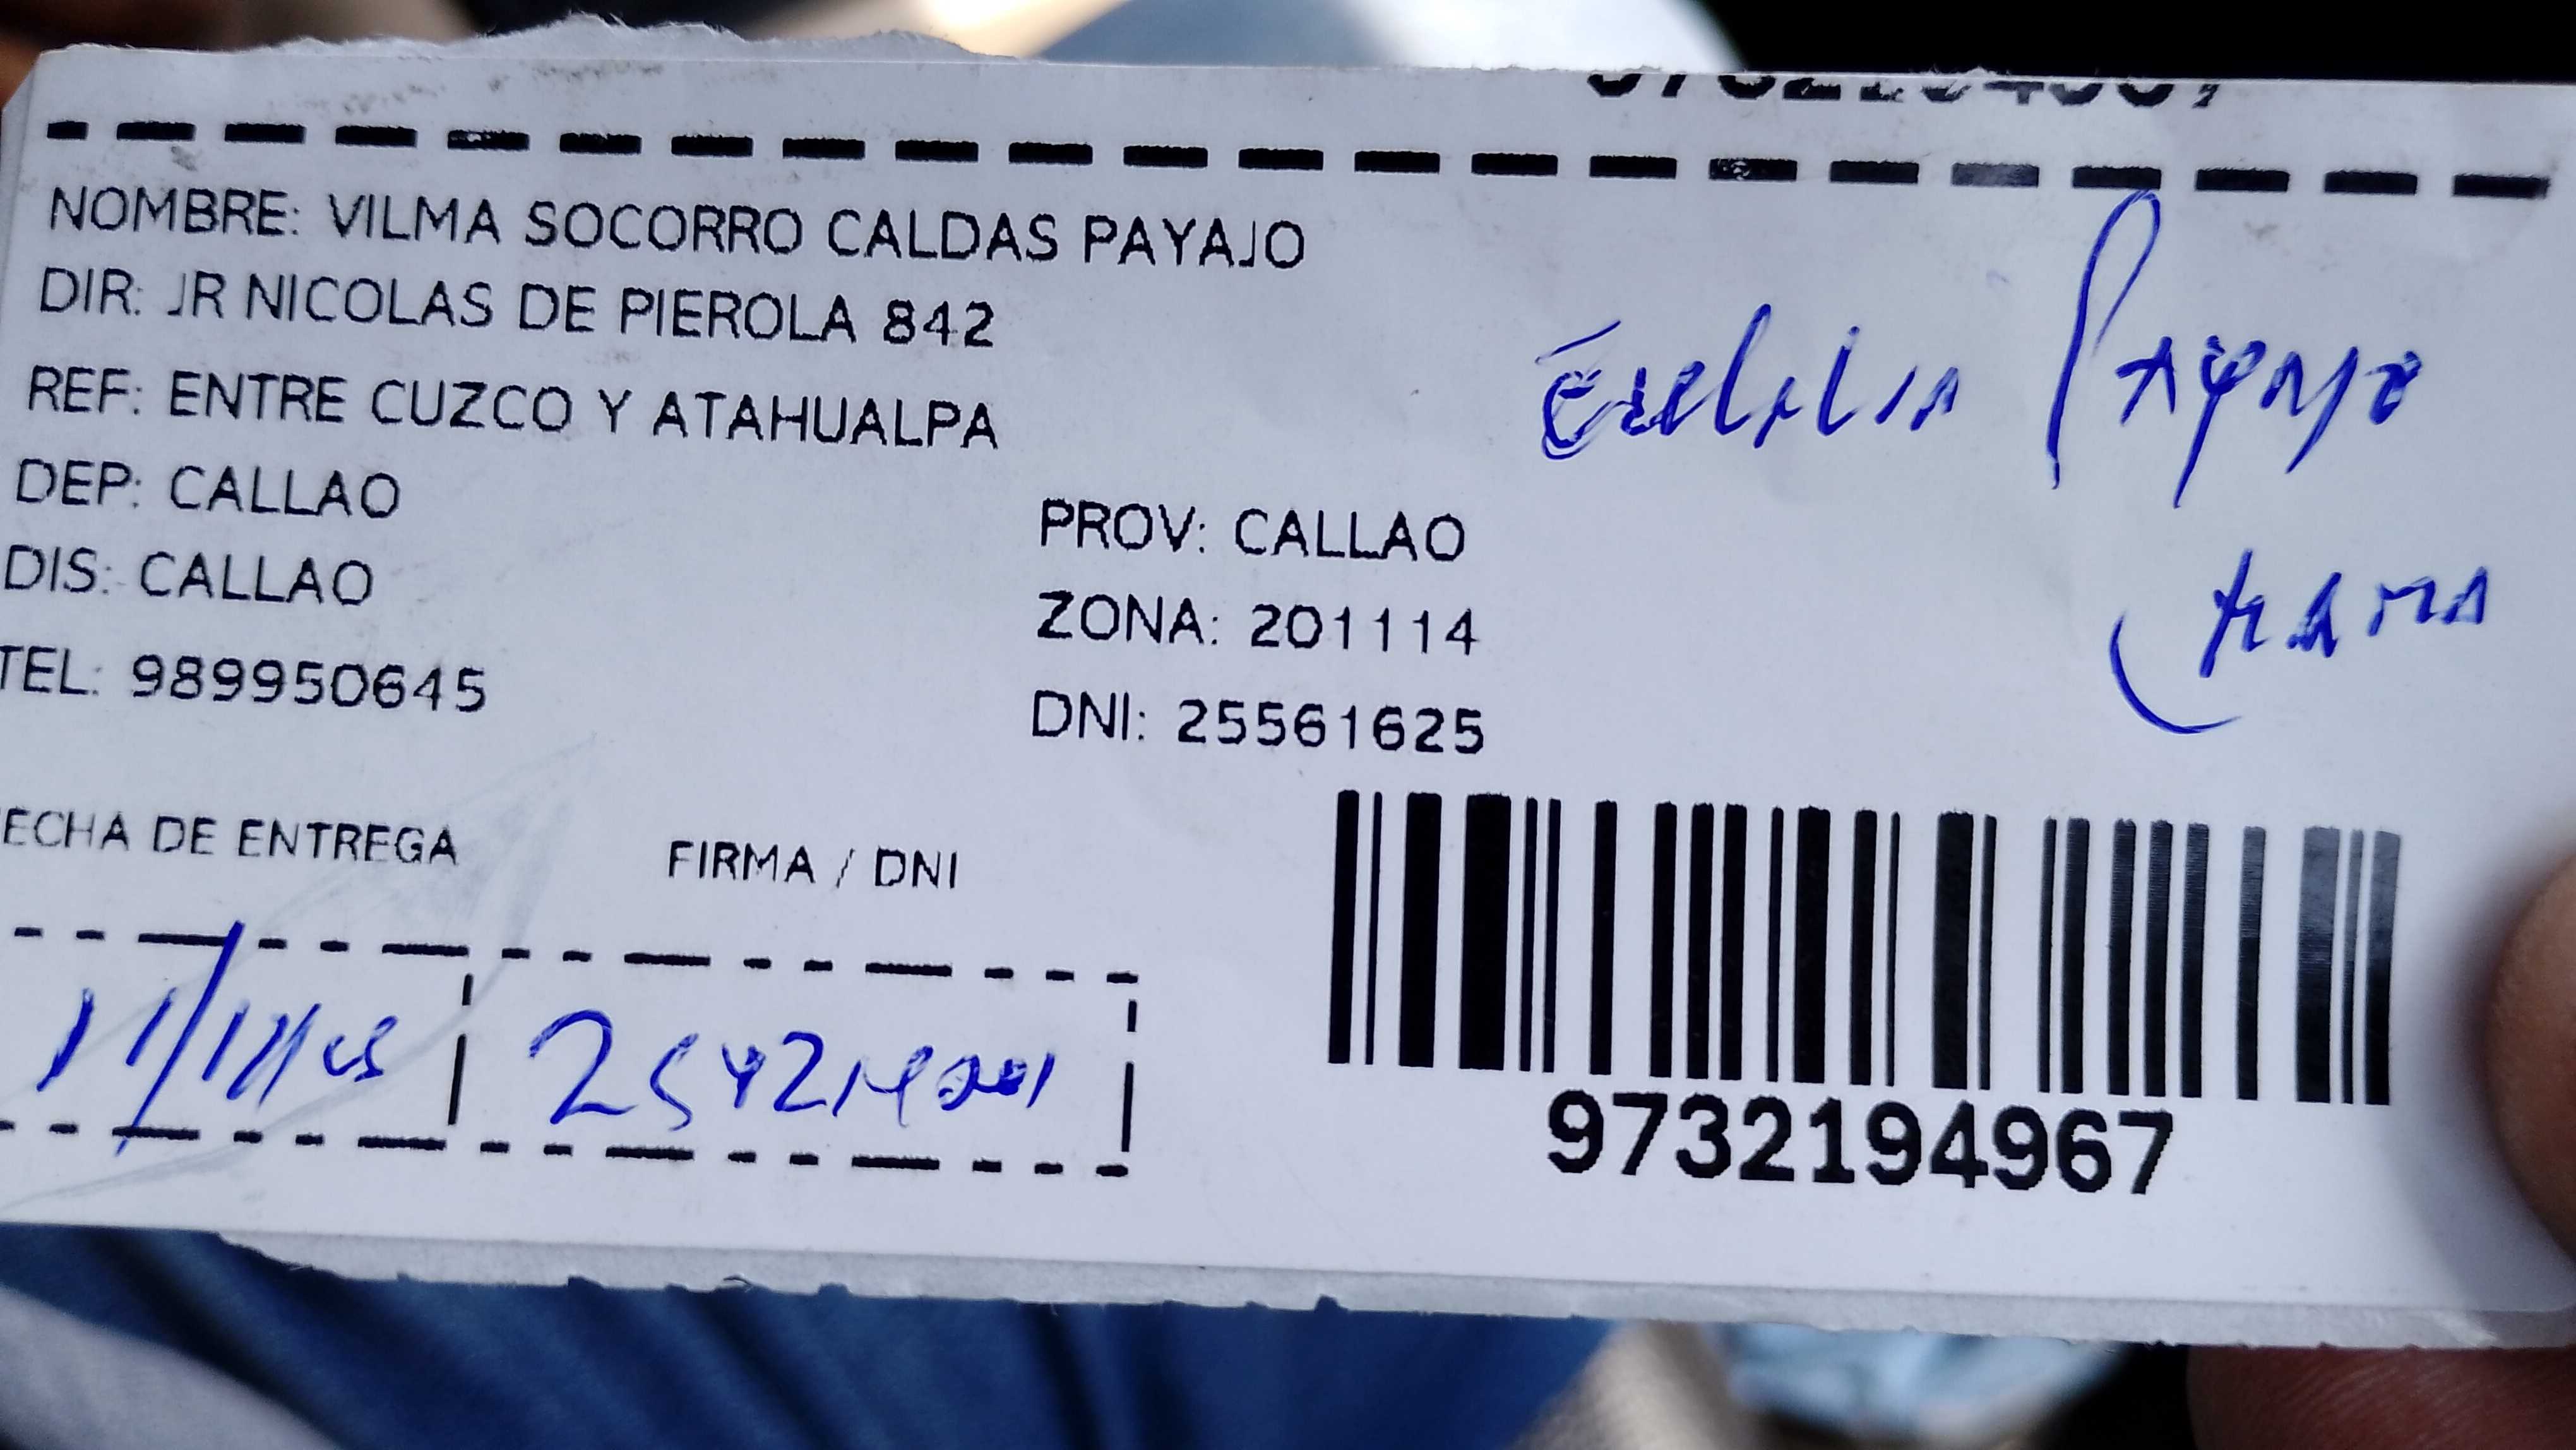 NOMBRE: VILMA SOCORRO CALDAS PAYAJO
DIR: JR NICOLAS DE PIEROLA 842
REF: ENTRE CUZCO Y ATAHUALPA
DEP: CALLAO
PROV: CALLAO
DIS: CALLAO
ZONA: 201114
TEL: 989950645
DNI: 25561625
Payajo
ECHA DE ENTREGA
FIRMA / DNI
9732194967